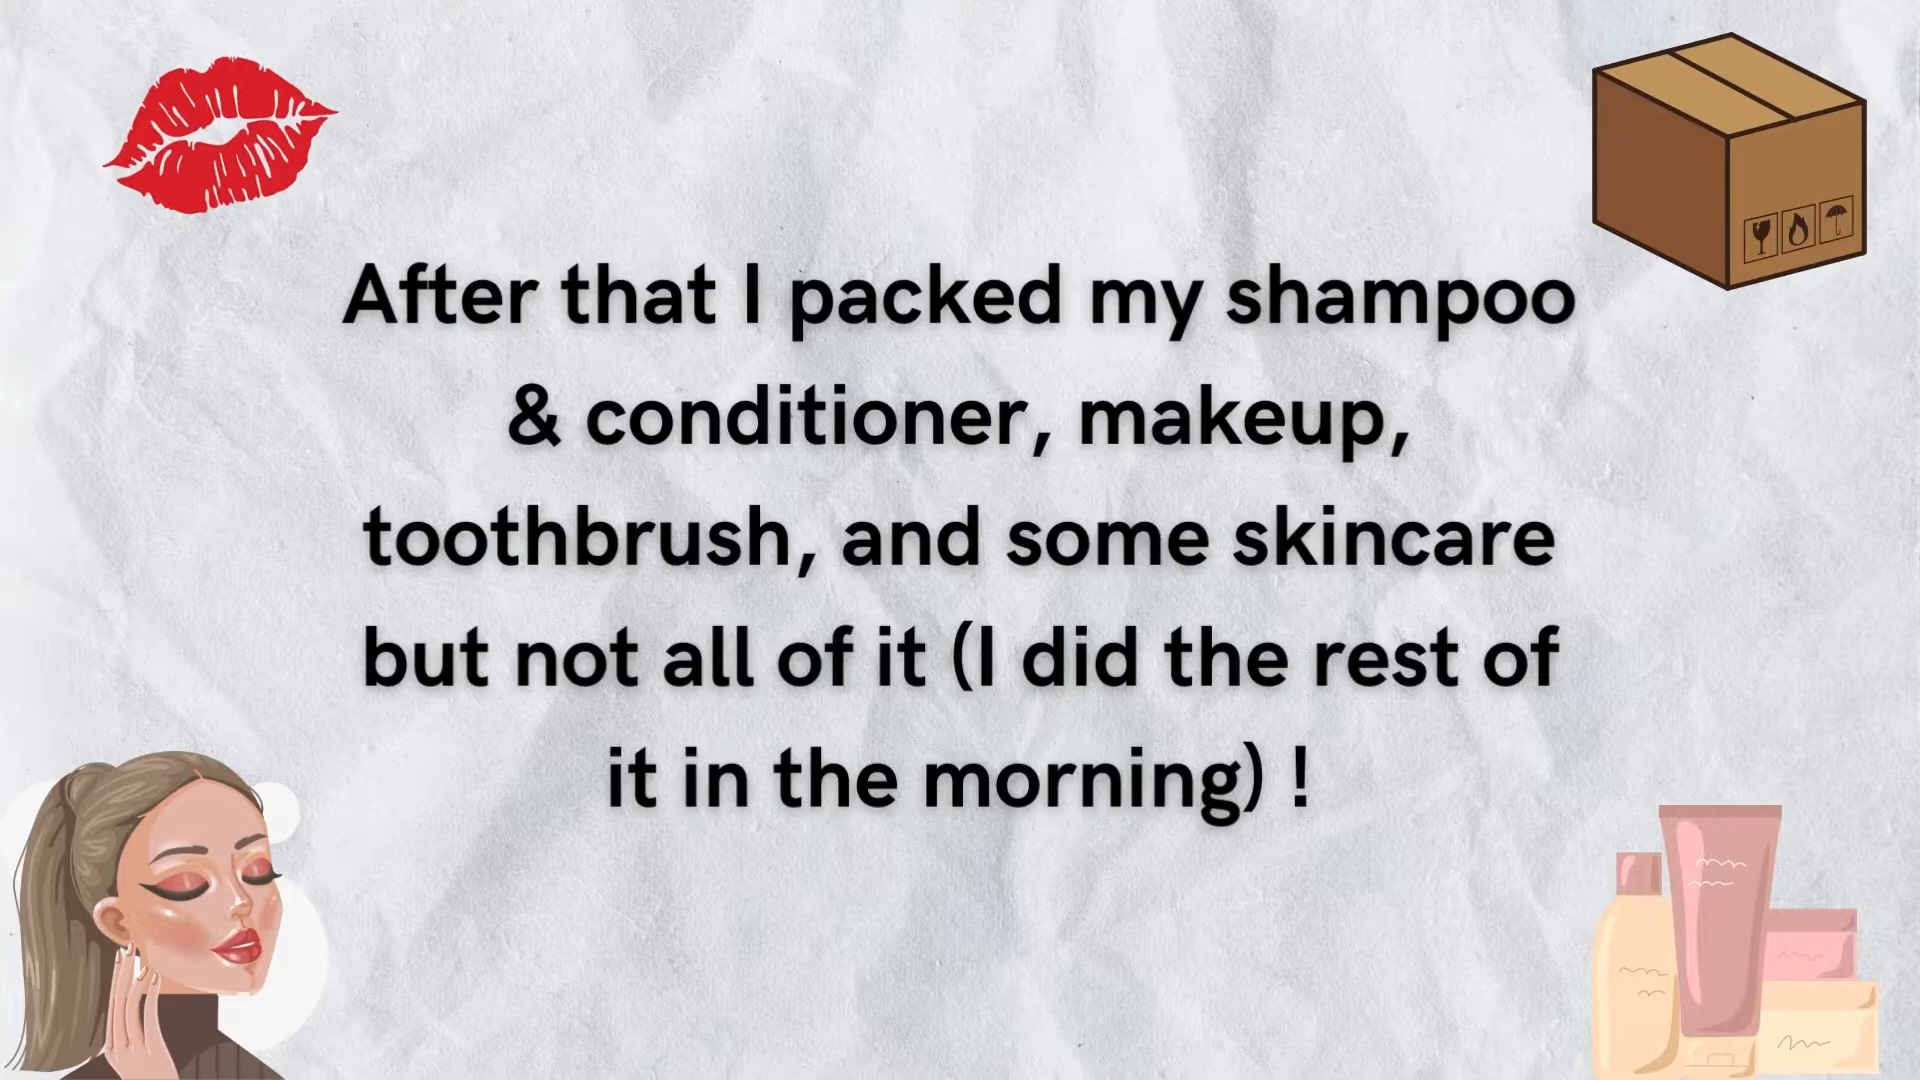 After that I packed my shampoo
& conditioner, makeup,
toothbrush, and some skincare
but not all of it (I did the rest of
it in the morning) !